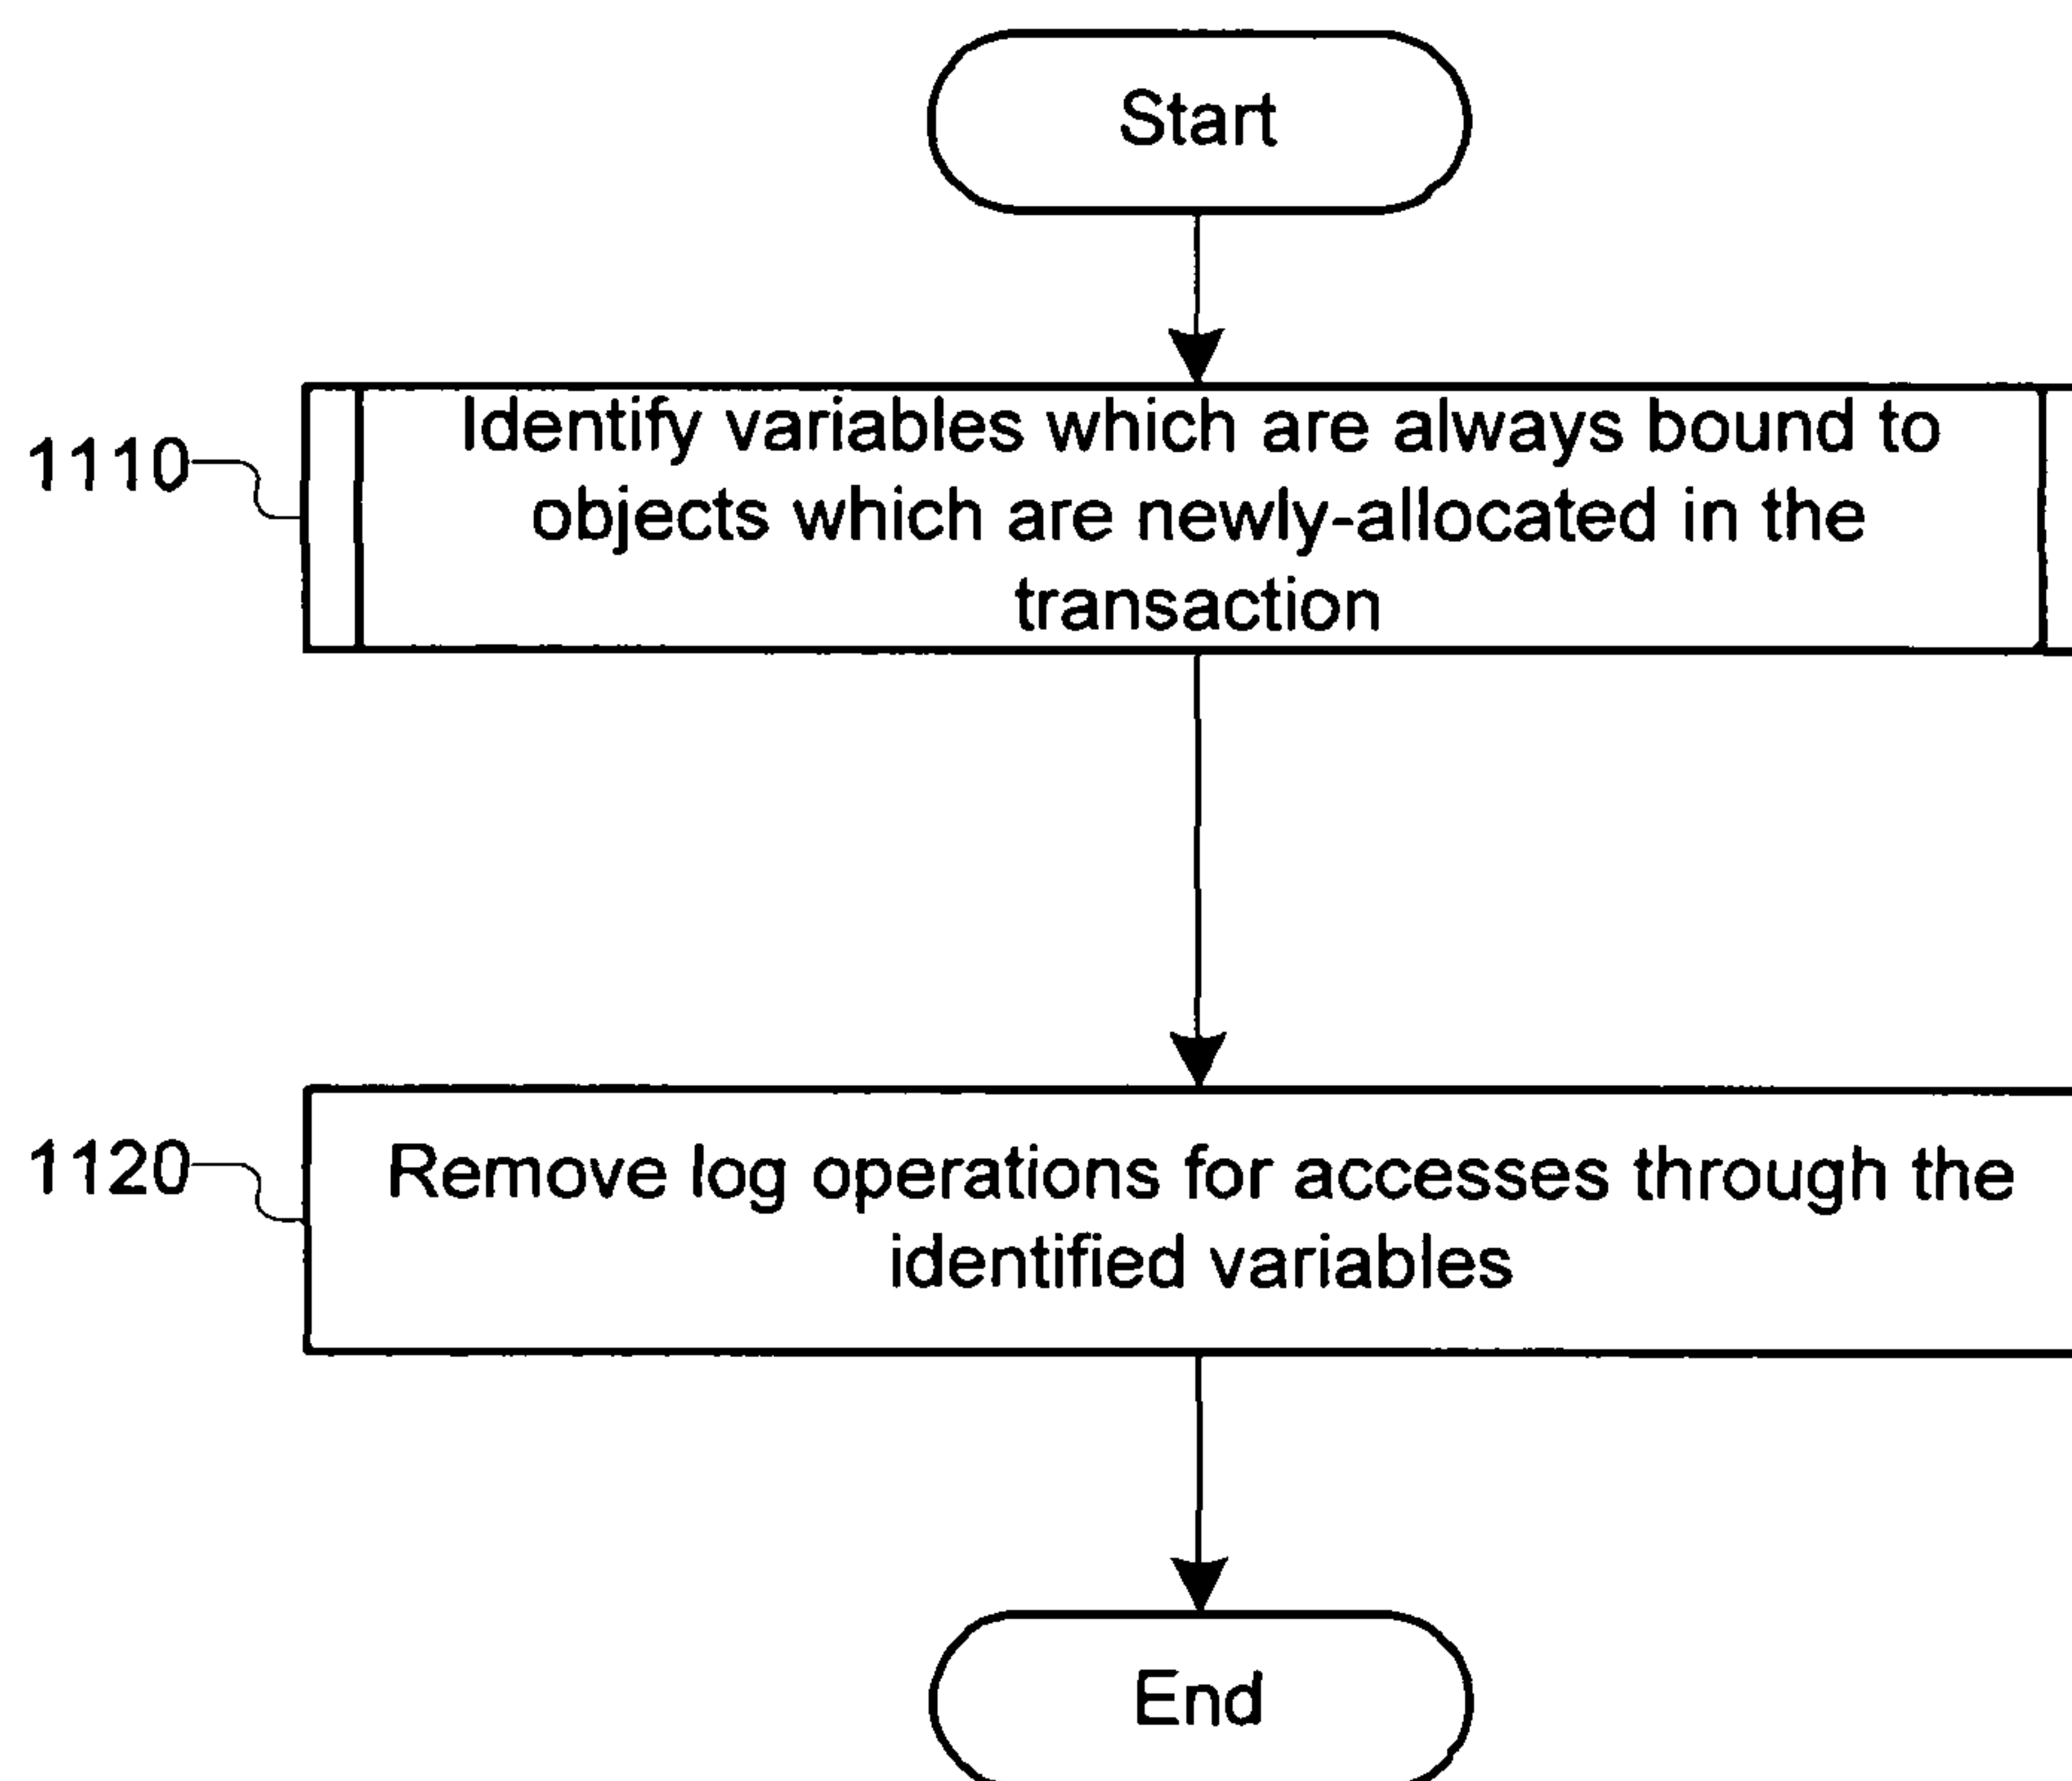 Start
1110
Identify variables which are always bound to
objects which are newly-allocated in the
transaction
1120
Remove log operations for accesses through the
identified variables
End